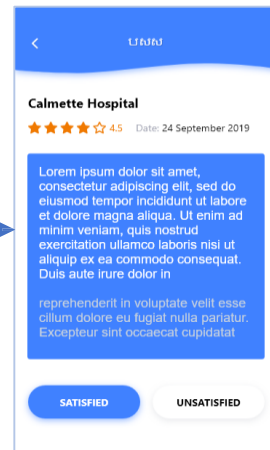 បសស
Calmette Hospital
4.5 Date: 24 September 2019
Lorem ipsum dolor sit amet,
consectetur adipiscing elit, sed do
eiusmod tempor incididunt ut labore
et dolore magna aliqua. Ut enim ad
minim veniam, quis nostrud
exercitation ullamco laboris nisi ut
aliquip ex ea commodo consequat.
Duis aute irure dolor in
reprehenderit in voluptate velit esse
cillum dolore eu fugiat nulla pariatur.
Excepteur sint occaecat cupidatat
SATISFIED UNSATISFIED